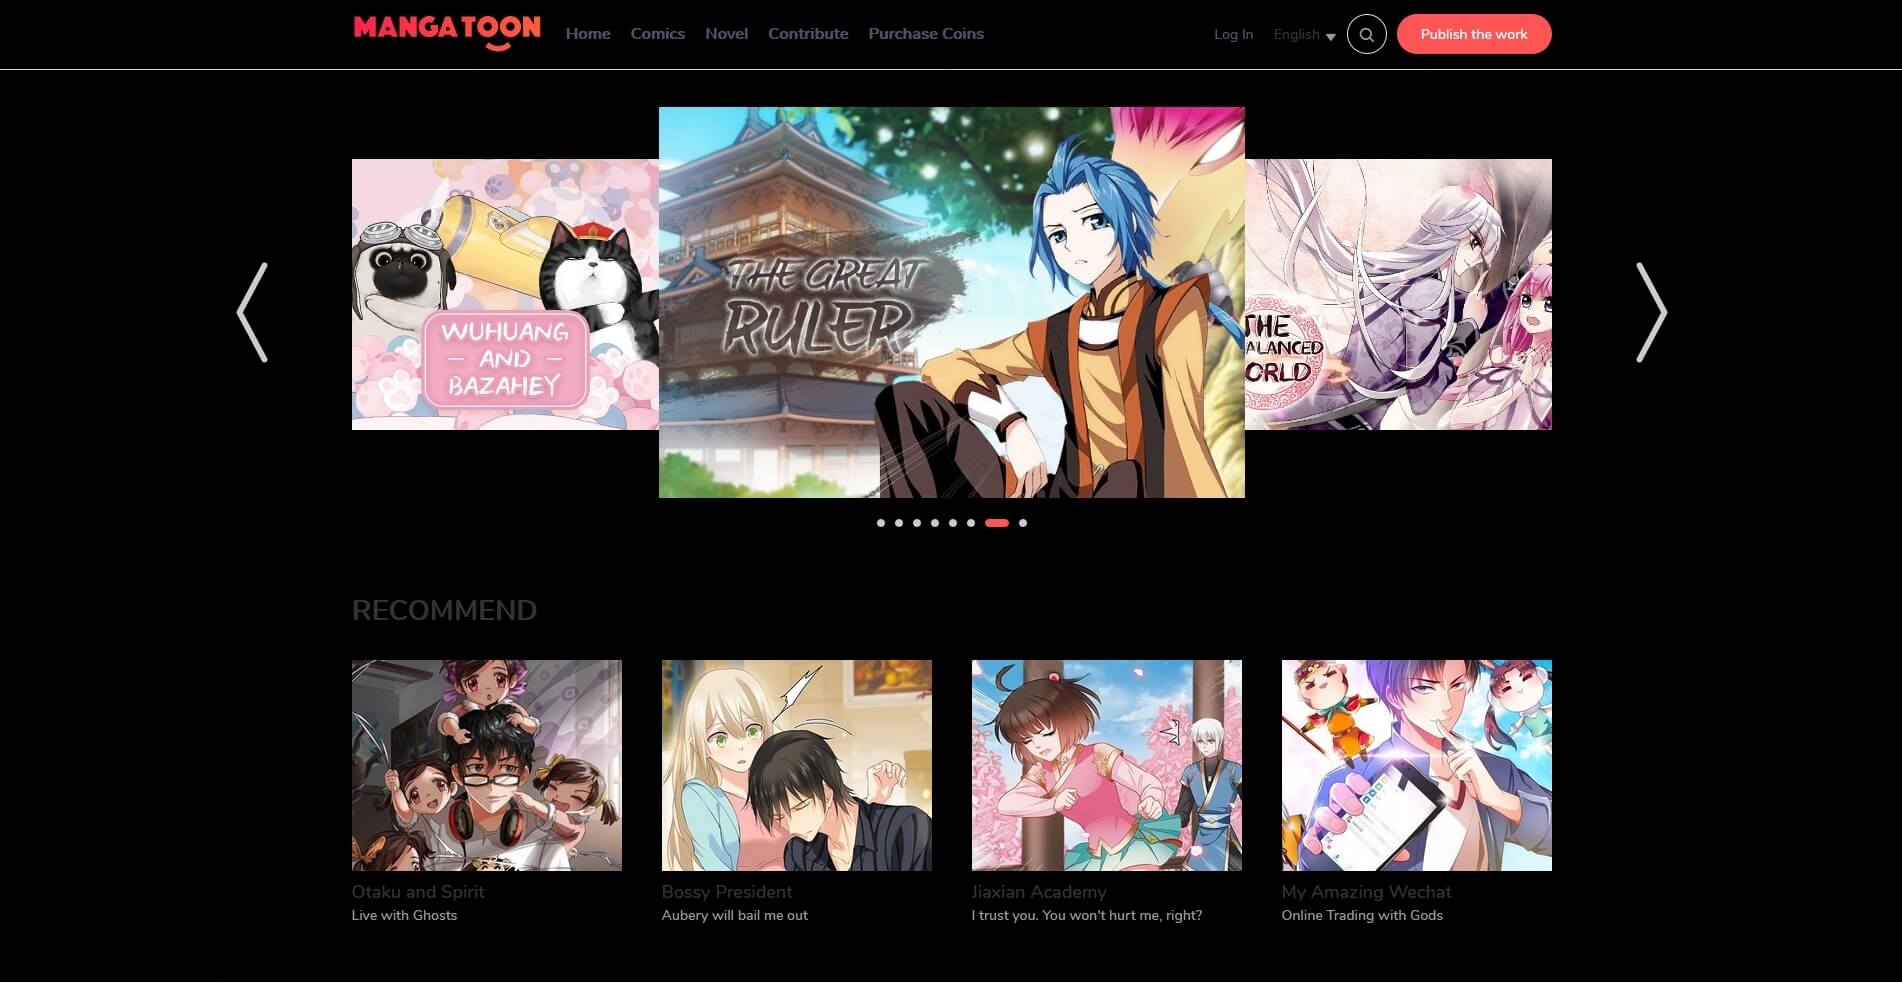 MANGATOON
Home Comics Novel Contribute Purchase Coins
Log In English Publish the work
WUHUANG
AND
BAZAHEY
THE GREAT
RULER
THE
ALANCED
ORLD
RECOMMEND
Otaku and Spirit
Live with Ghosts
Bossy President
Aubery will bail me out
Jiaxian Academy
I trust you. You won't hurt me, right?
My Amazing Wechat
Online Trading with Gods